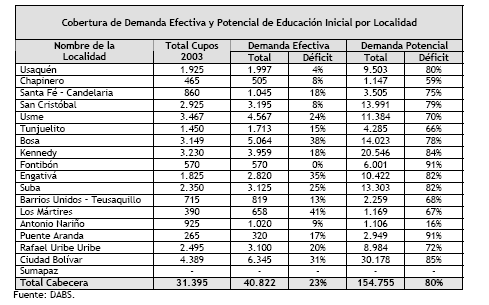 Cobertura de Demanda Efectiva y Potencial de Educación Inicial por Localidad
Nombre de la Localidad Total Cupos 2003 Demanda Efectiva Demanda Potencial
Total Déficit Total Déficit
Usaquén 1.925 1.997 4% 9.503 80%
Chapinero 465 505 8% 1.147 59%
Santa Fé - Candelaria 860 1.045 18% 3.505 75%
San Cristóbal 2.925 3.195 8% 13.991 79%
Usme 3.467 4.567 24% 11.384 70%
Tunjuelito 1.450 1.713 15% 4.285 66%
Bosa 3.149 5.064 38% 14.023 78%
Kennedy 3.230 3.959 18% 20.546 84%
Fontibón 570 570 0% 6.001 91%
Engativá 1.825 2.820 35% 10.422 82%
Suba 2.350 3.125 25% 13.303 82%
Barrios Unidos - Teusaquillo 715 819 13% 2.259 68%
Los Mártires 390 658 41% 1.169 67%
Antonio Nariño 925 1.020 9% 1.106 16%
Puente Aranda 265 320 17% 2.949 91%
Rafael Uribe Uribe 2.495 3.100 20% 8.984 72%
Ciudad Bolívar 4.389 6.345 31% 30.178 85%
Sumapaz - - - - -
Total Cabecera 31.395 40.822 23% 154.755 80%
Fuente: DABS.